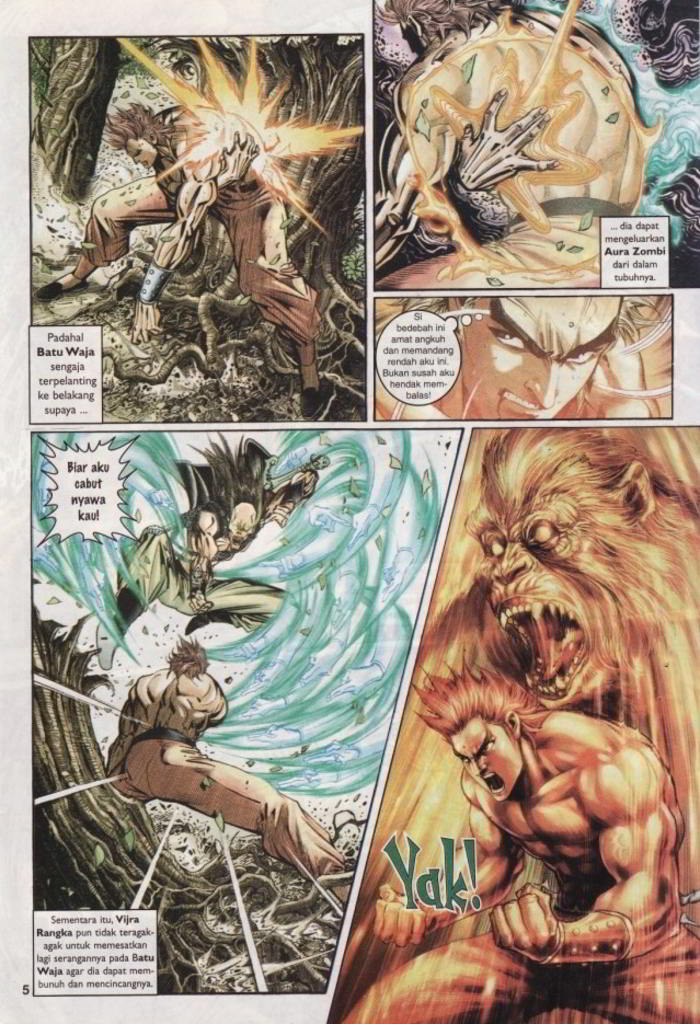 Padahal
Batu Waja
sengaja
terpelanting
ke belakang
supaya ...
... dia dapat
mengeluarkan
Aura Zombi
dari dalam
tubuhnya.
Si
bedebah ini
amat angkuh
dan memandang
rendah aku ini.
Bukan susah aku
hendak mem-
balas!
Biar aku
cabut
nyawa
kau!
Yak!
Sementara itu, Vijra
Rangka pun tidak teragak-
agak untuk memesatkan
lagi serangannya pada Batu
Waja agar dia dapat mem-
bunuh dan mencincangnya.
5